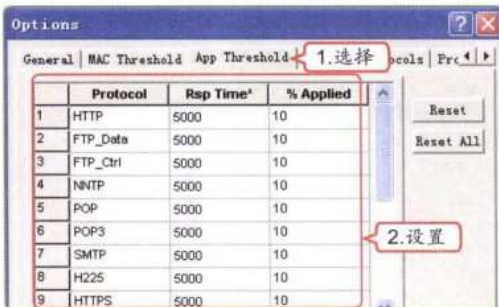 Options
General MAC Threshold App Threshold 1.选择 ocols
Protocol Rsp Time* % Applied
1 HTTP 5000 10
2 FTP_Data 5000 10
3 FTP_Ctrl 5000 10
4 NNTP 5000 10
5 POP 5000 10
6 POP3 5000 10
7 SMTP 5000 10
8 H225 5000 10
9 HTTPS 5000 10
Reset
Reset All
2.设置